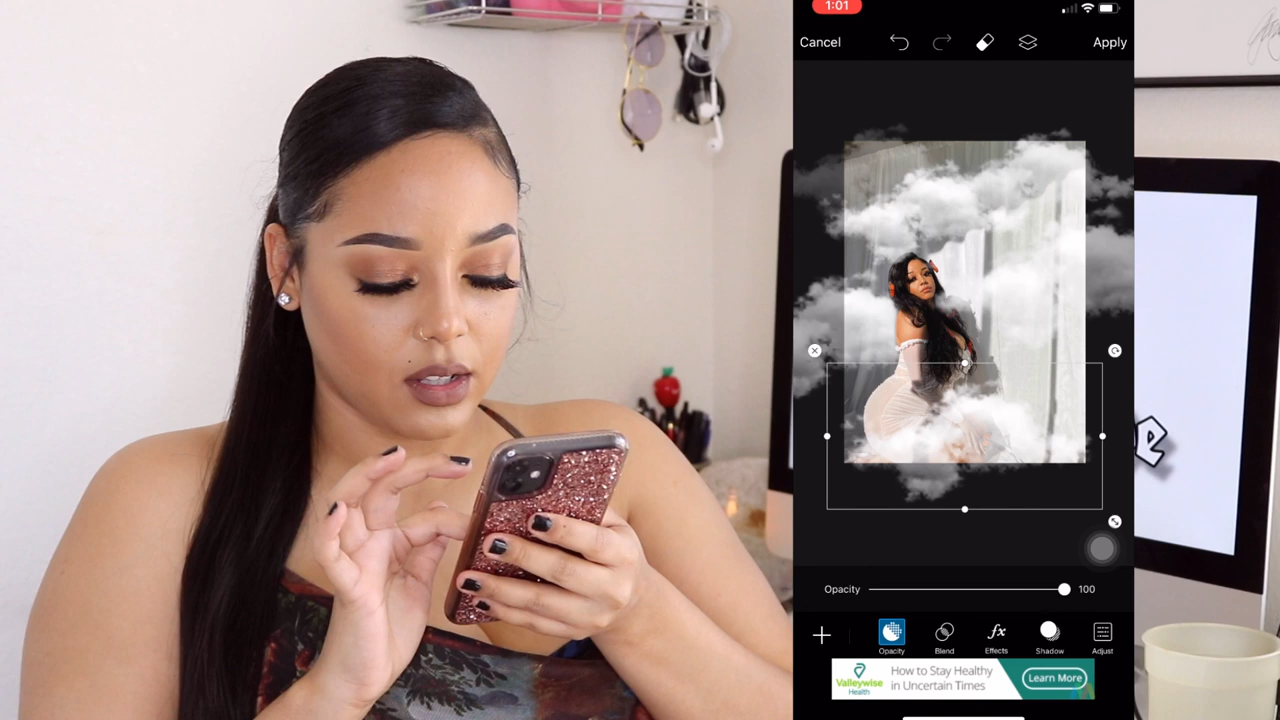 1:01
Cancel
Apply
Opacity
100
Opacity
Blend
fx
Effects
Shadow
Adjust
Valleywise
Health
How to Stay Healthy
in Uncertain Times
Learn More
e